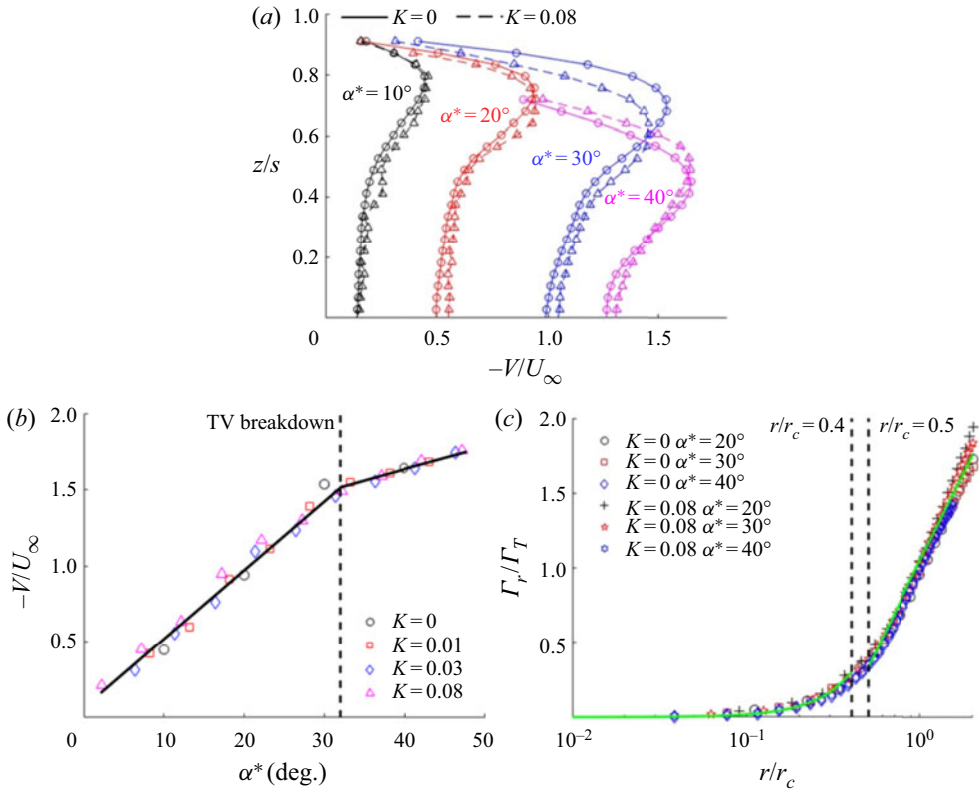 (a)
K = 0
K = 0.08
1.0
0.8
α* = 10°
α* = 20°
0.6
α* = 30°
z/s
α* = 40°
0.4
0.2
0
0.5
1.0
1.5
–V/U∞
(b)
TV breakdown
2.0
1.5
1.0
0.5
–V/U∞
K = 0
K = 0.01
K = 0.03
K = 0.08
0
10
20
30
40
50
α* (deg.)
(c)
r/rc = 0.4
r/rc = 0.5
2.0
1.5
1.0
0.5
Γr/ΓT
K = 0 α* = 20°
K = 0 α* = 30°
K = 0 α* = 40°
K = 0.08 α* = 20°
K = 0.08 α* = 30°
K = 0.08 α* = 40°
10⁻²
10⁻¹
10⁰
r/rc